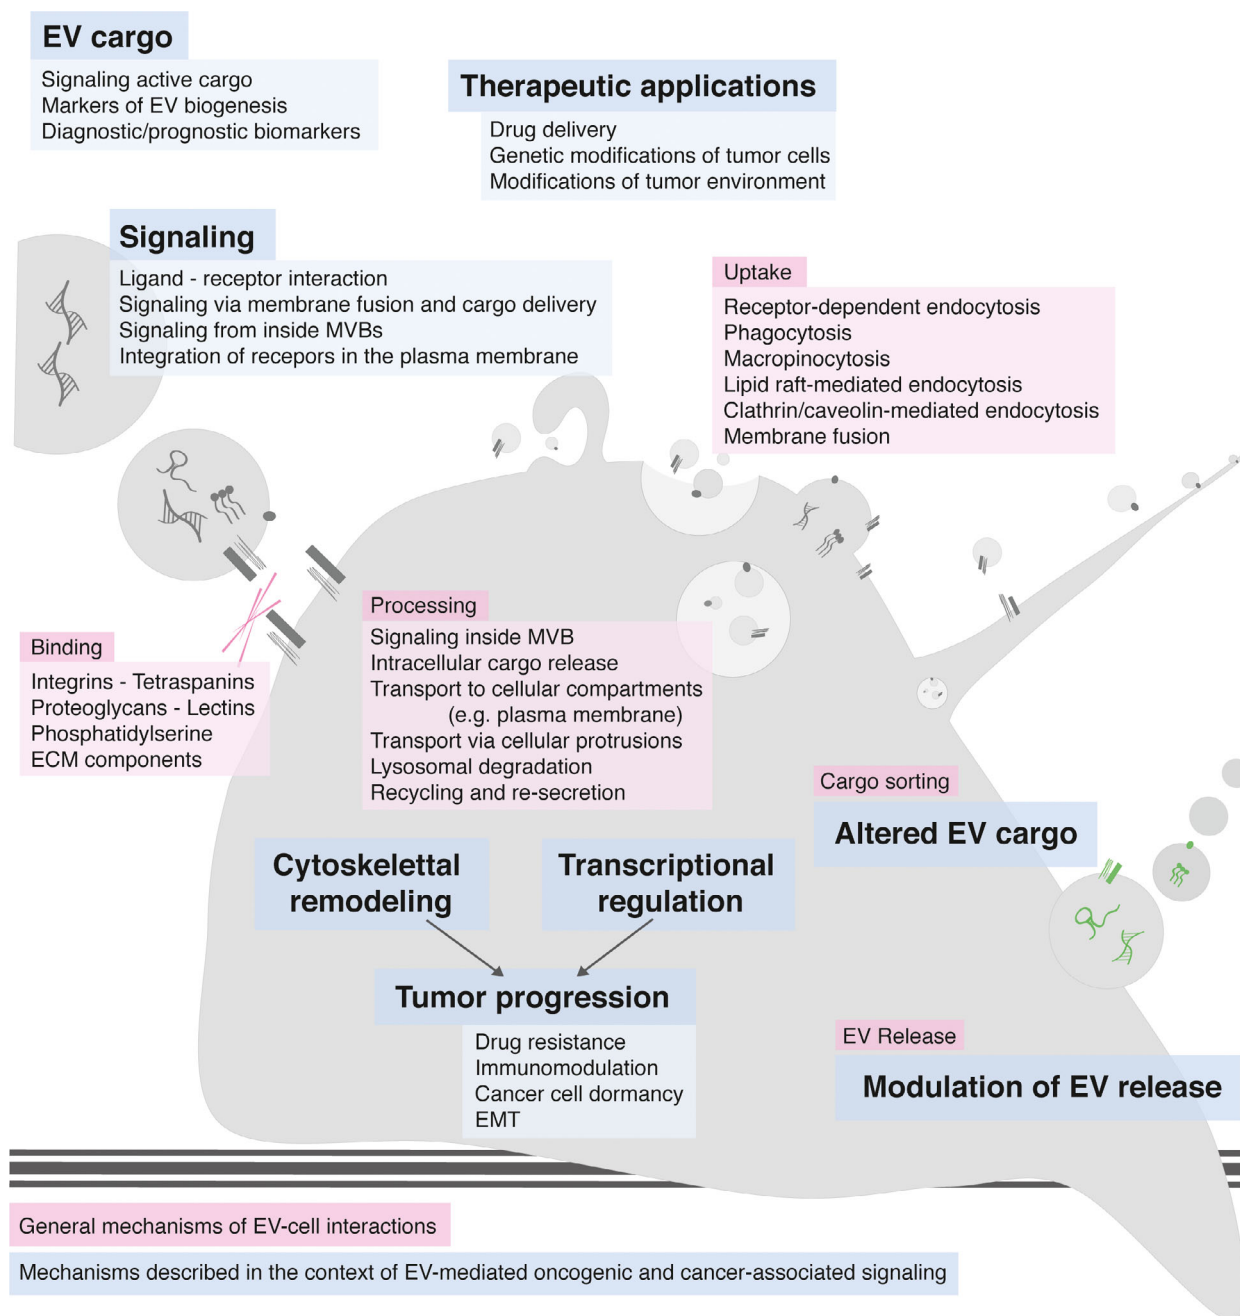 EV cargo
Signaling active cargo
Markers of EV biogenesis
Diagnostic/prognostic biomarkers
Therapeutic applications
Drug delivery
Genetic modifications of tumor cells
Modifications of tumor environment
Signaling
Ligand - receptor interaction
Signaling via membrane fusion and cargo delivery
Signaling from inside MVBs
Integration of recepors in the plasma membrane
Uptake
Receptor-dependent endocytosis
Phagocytosis
Macropinocytosis
Lipid raft-mediated endocytosis
Clathrin/caveolin-mediated endocytosis
Membrane fusion
Binding
Integrins - Tetraspanins
Proteoglycans - Lectins
Phosphatidylserine
ECM components
Processing
Signaling inside MVB
Intracellular cargo release
Transport to cellular compartments
(e.g. plasma membrane)
Transport via cellular protrusions
Lysosomal degradation
Recycling and re-secretion
Cargo sorting
Altered EV cargo
Cytoskelettal
remodeling
Transcriptional
regulation
Tumor progression
Drug resistance
Immunomodulation
Cancer cell dormancy
EMT
EV Release
Modulation of EV release
General mechanisms of EV-cell interactions
Mechanisms described in the context of EV-mediated oncogenic and cancer-associated signaling